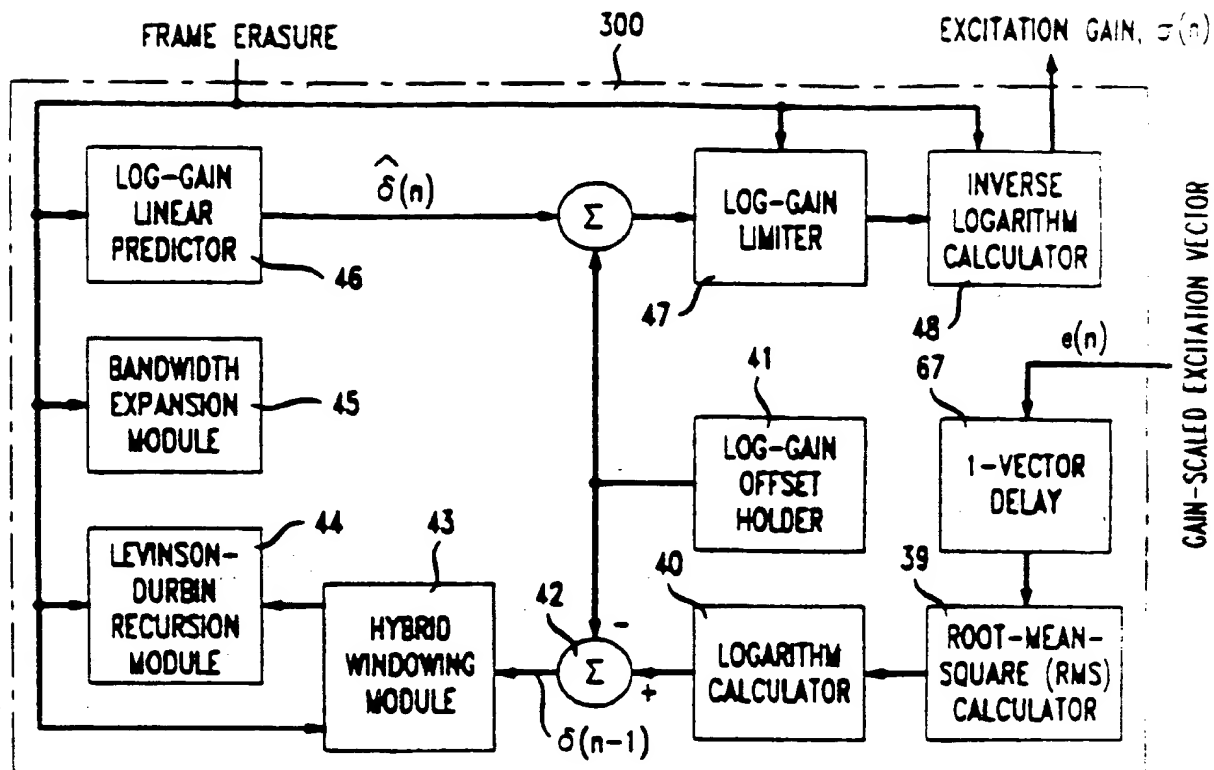 FRAME ERASURE
300
EXCITATION GAIN, σ(n)
LOG-GAIN
LINEAR
PREDICTOR
46
δ̂(n)
Σ
LOG-GAIN
LIMITER
47
INVERSE
LOGARITHM
CALCULATOR
48
GAIN-SCALED EXCITATION VECTOR
e(n)
67
BANDWIDTH
EXPANSION
MODULE
45
41
LOG-GAIN
OFFSET
HOLDER
1-VECTOR
DELAY
44
LEVINSON-
DURBIN
RECURSION
MODULE
43
HYBRID
WINDOWING
MODULE
42
-
Σ
+
δ(n-1)
40
LOGARITHM
CALCULATOR
39
ROOT-MEAN-
SQUARE (RMS)
CALCULATOR